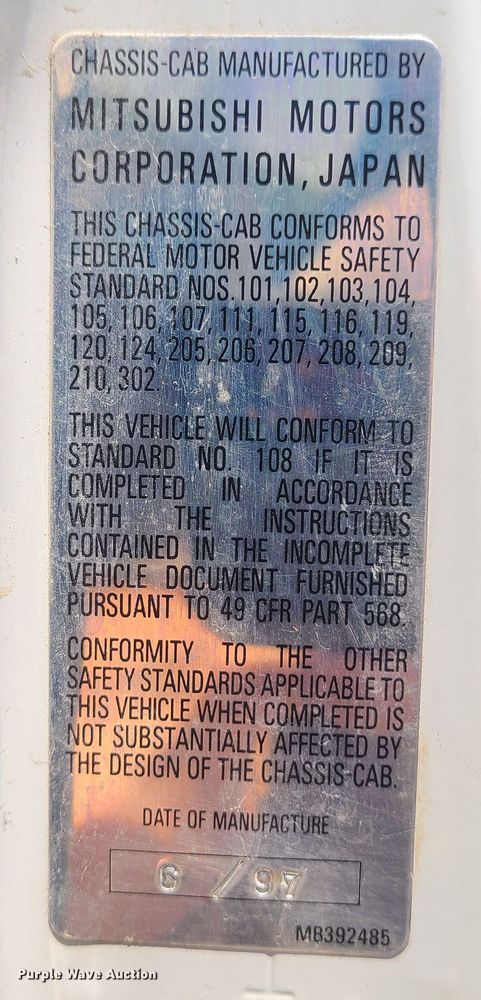 CHASSIS-CAB MANUFACTURED BY
MITSUBISHI MOTORS
CORPORATION, JAPAN
THIS CHASSIS-CAB CONFORMS TO
FEDERAL MOTOR VEHICLE SAFETY
STANDARD NOS.101,102,103,104,
105, 106, 107, 111, 115, 116, 119,
120, 124, 205, 206, 207, 208, 209,
210, 302.
THIS VEHICLE WILL CONFORM TO
STANDARD NO. 108 IF IT IS
COMPLETED IN ACCORDANCE
WITH THE INSTRUCTIONS
CONTAINED IN THE INCOMPLETE
VEHICLE DOCUMENT FURNISHED
PURSUANT TO 49 CFR PART 568.
CONFORMITY TO THE OTHER
SAFETY STANDARDS APPLICABLE TO
THIS VEHICLE WHEN COMPLETED IS
NOT SUBSTANTIALLY AFFECTED BY
THE DESIGN OF THE CHASSIS-CAB.
DATE OF MANUFACTURE
6 / 97
MB392485
Purple Wave Auction